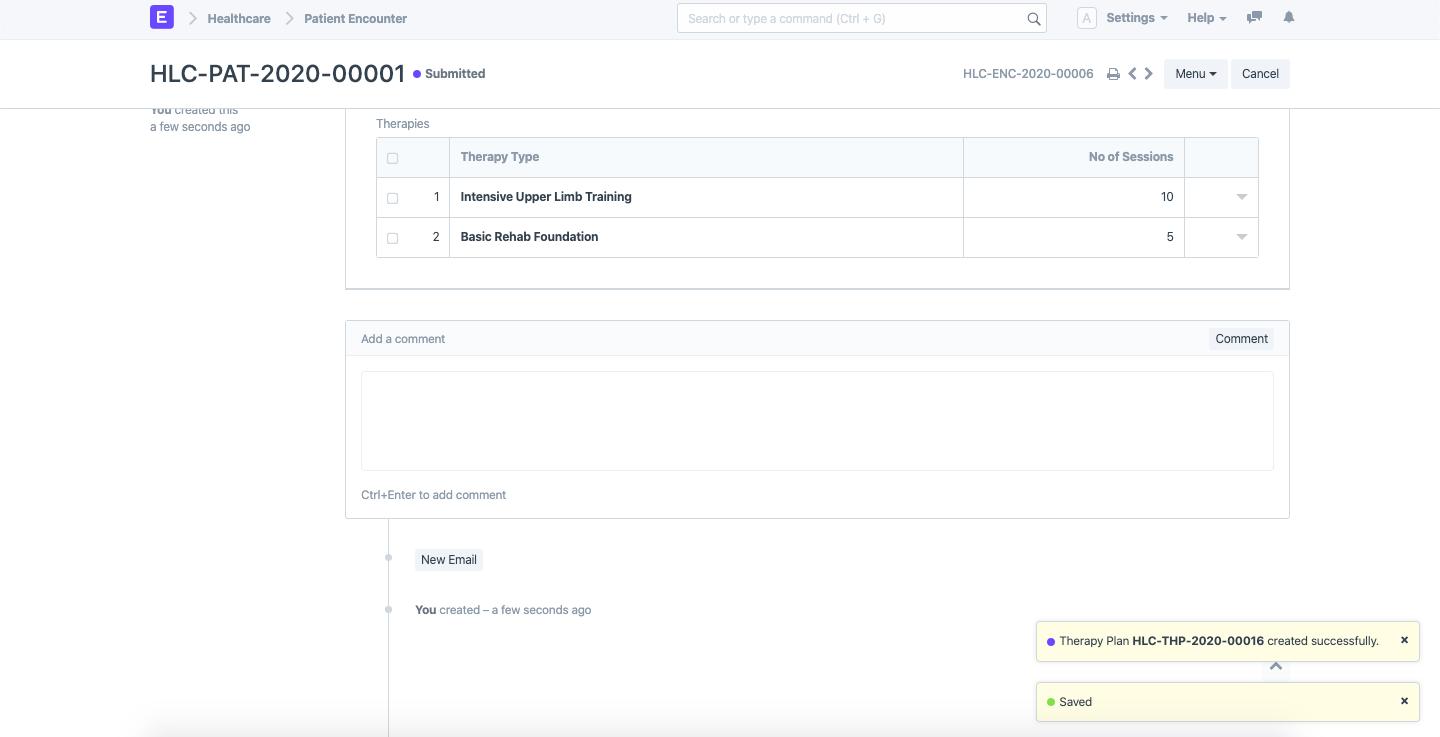 E Healthcare Patient Encounter Search or type a command (Ctrl + G) A Settings Help
HLC-PAT-2020-00001 Submitted HLC-ENC-2020-00006 Menu Cancel
You created this
a few seconds ago
Therapies
Therapy Type No of Sessions
1 Intensive Upper Limb Training 10
2 Basic Rehab Foundation 5
Add a comment Comment
Ctrl+Enter to add comment
New Email
You created – a few seconds ago
Therapy Plan HLC-THP-2020-00016 created successfully. ×
Saved ×